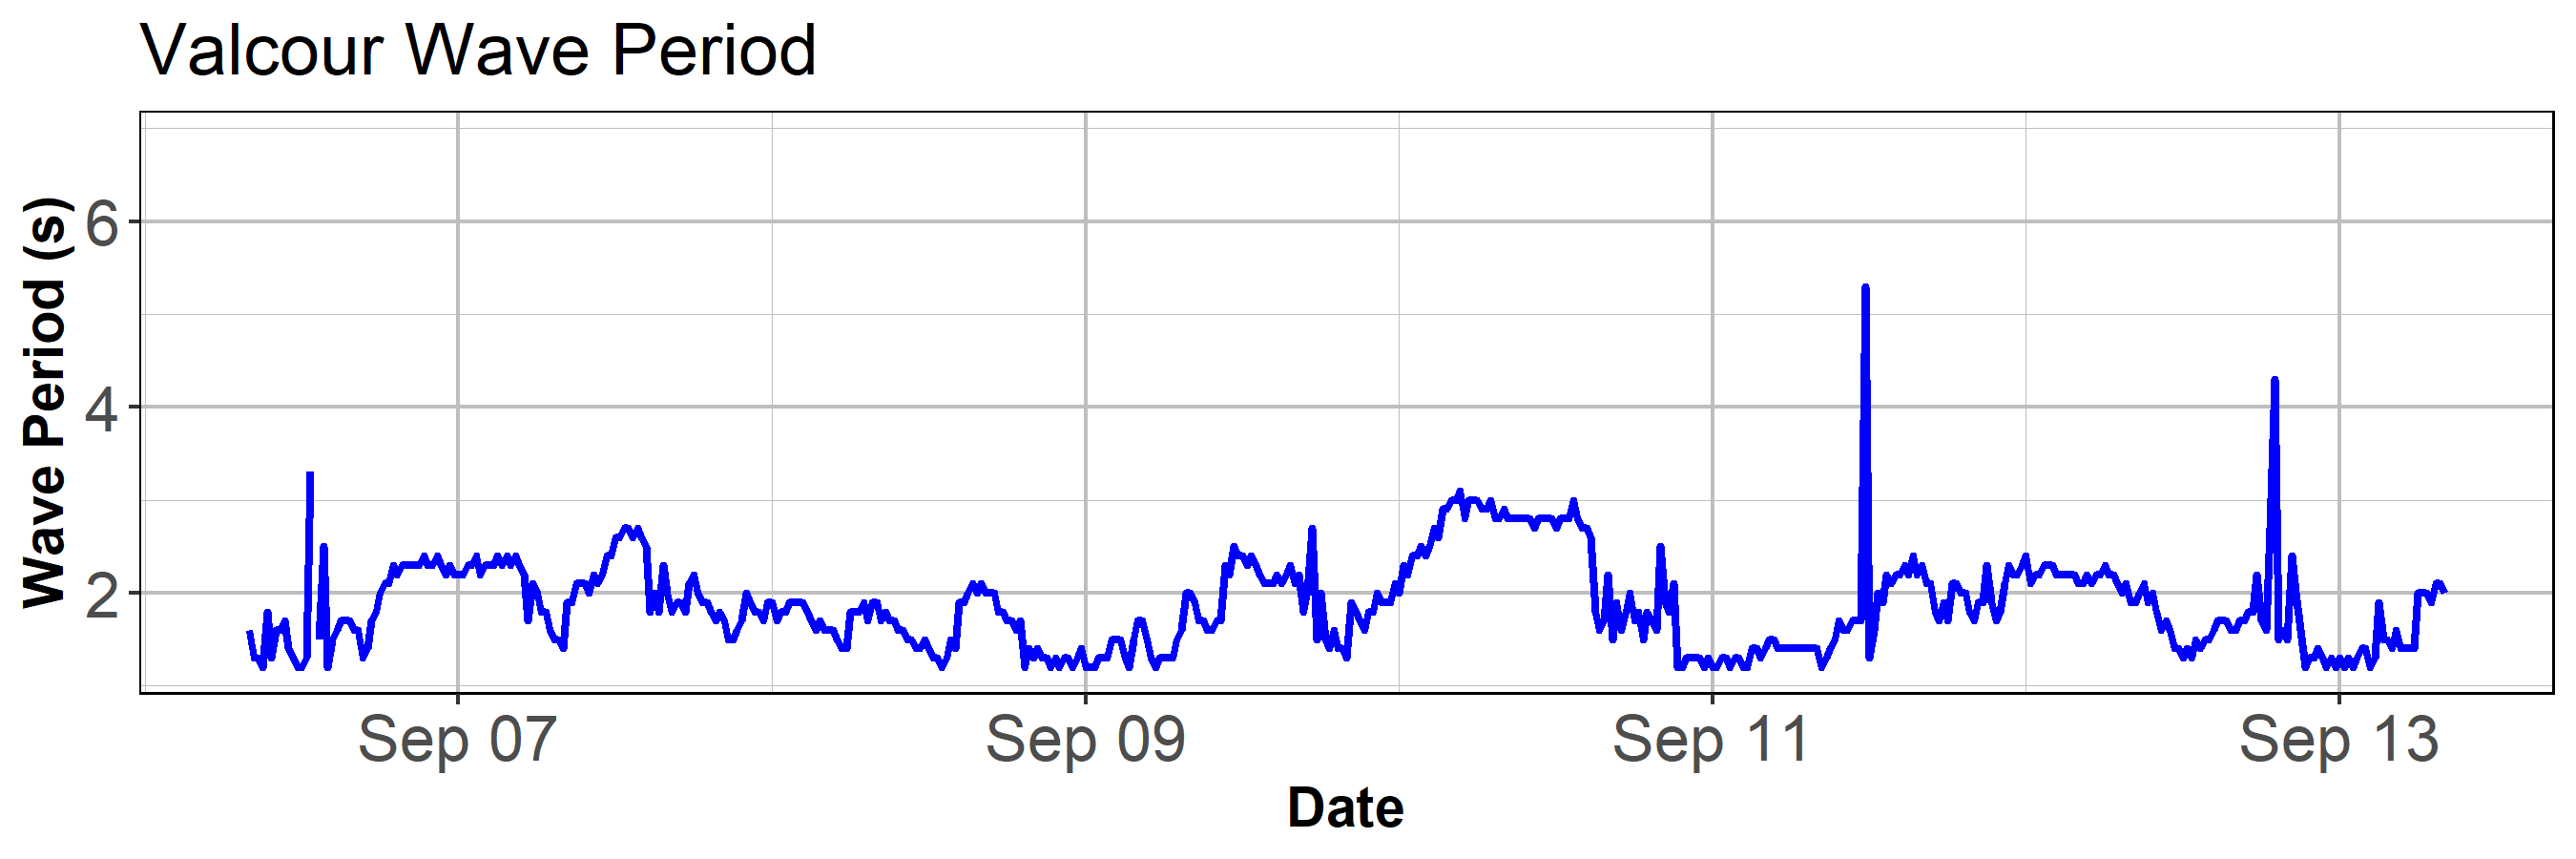 Valcour Wave Period
Wave Period (s)
6
4
2
Sep 07 Sep 09 Sep 11 Sep 13
Date